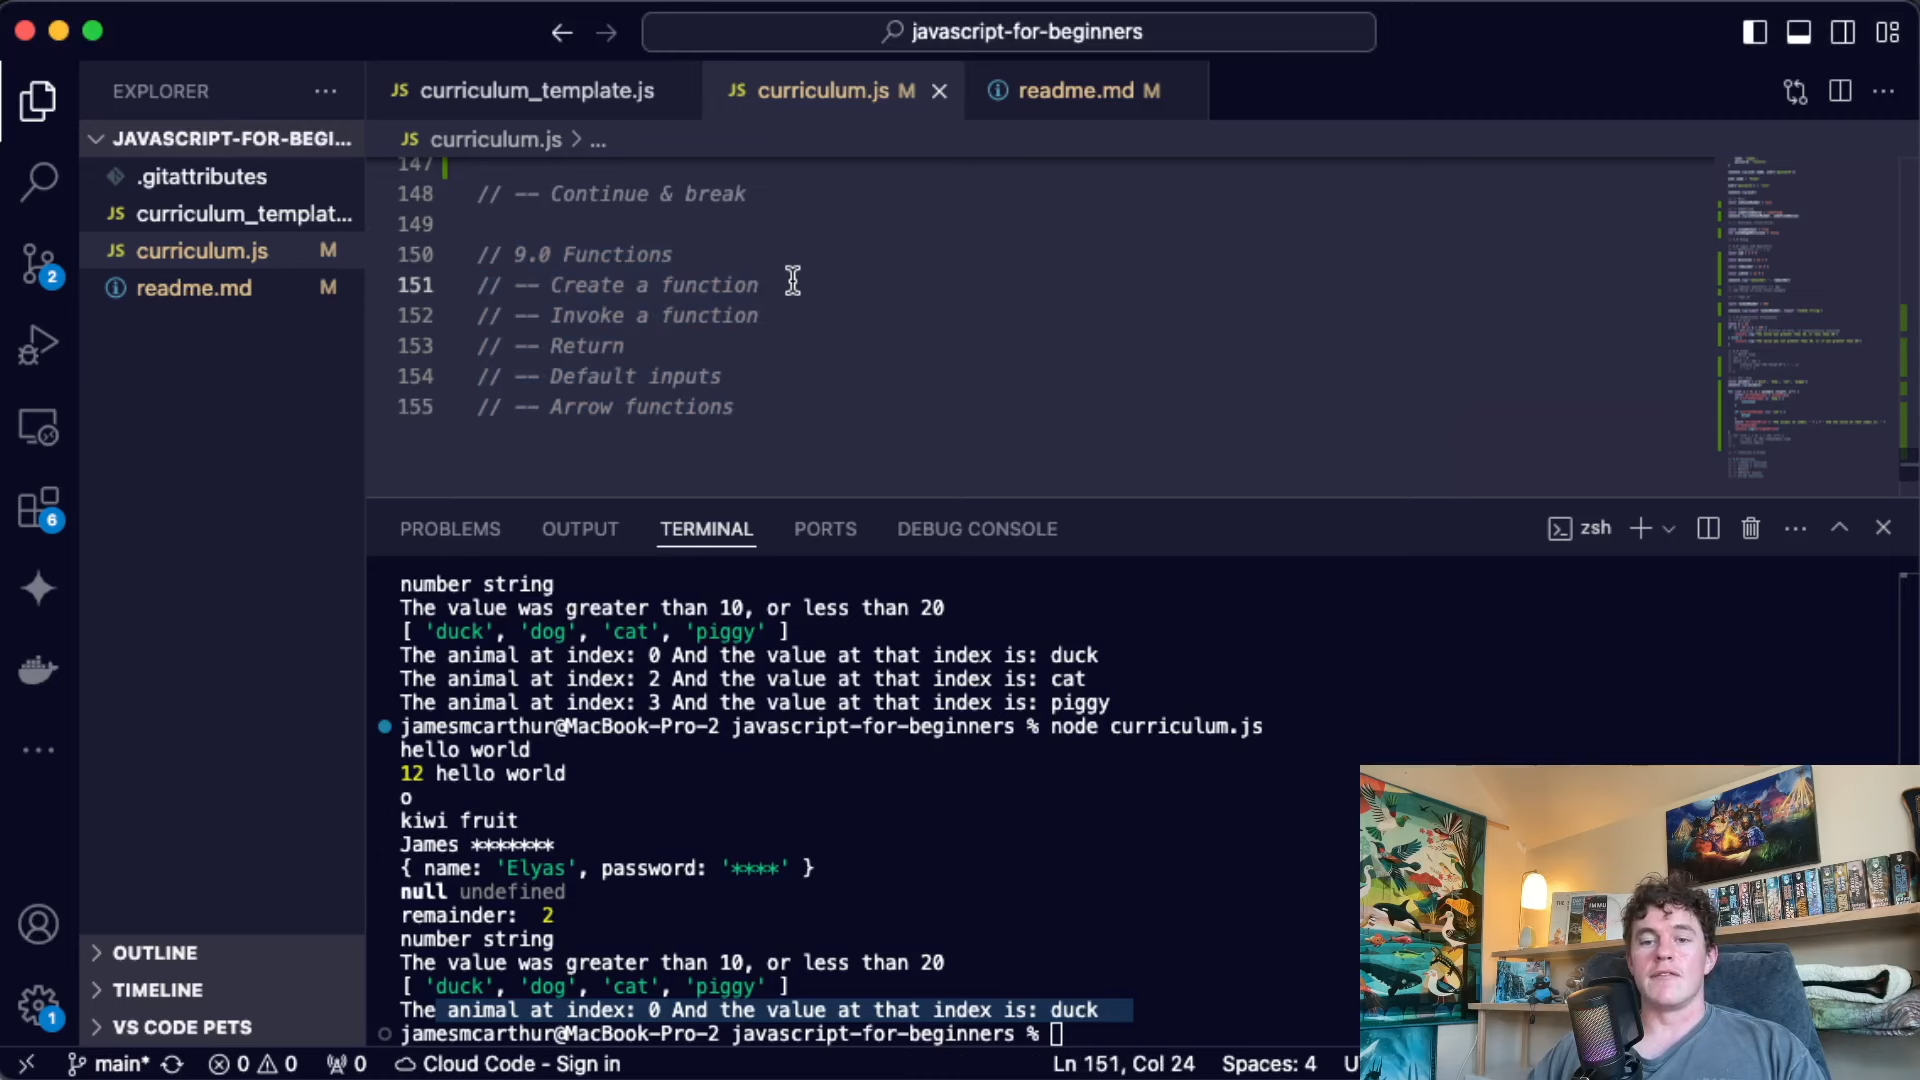 javascript-for-beginners
EXPLORER
JS curriculum_template.js
JS curriculum.js M
readme.md M
JAVASCRIPT-FOR-BEGI...
JS curriculum.js > ...
.gitattributes
JS curriculum_templat...
JS curriculum.js M
readme.md M
147
148 // -- Continue & break
149
150 // 9.0 Functions
151 // -- Create a function
152 // -- Invoke a function
153 // -- Return
154 // -- Default inputs
155 // -- Arrow functions
2
6
1
PROBLEMS OUTPUT TERMINAL PORTS DEBUG CONSOLE
zsh
number string
The value was greater than 10, or less than 20
[ 'duck', 'dog', 'cat', 'piggy' ]
The animal at index: 0 And the value at that index is: duck
The animal at index: 2 And the value at that index is: cat
The animal at index: 3 And the value at that index is: piggy
jamesmcarthur@MacBook-Pro-2 javascript-for-beginners % node curriculum.js
hello world
12 hello world
o
kiwi fruit
James *******
{ name: 'Elyas', password: '****' }
null undefined
remainder: 2
number string
The value was greater than 10, or less than 20
[ 'duck', 'dog', 'cat', 'piggy' ]
The animal at index: 0 And the value at that index is: duck
jamesmcarthur@MacBook-Pro-2 javascript-for-beginners %
OUTLINE
TIMELINE
VS CODE PETS
main* 0 0 0 Cloud Code - Sign in Ln 151, Col 24 Spaces: 4 U